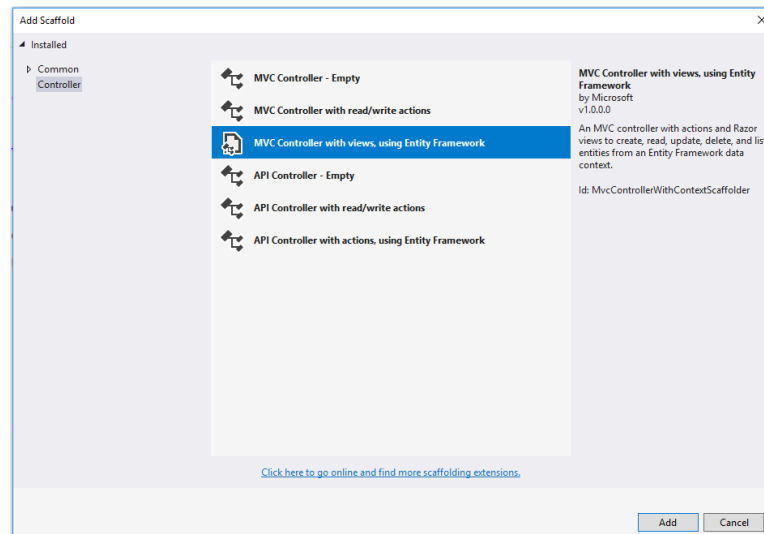 Add Scaffold
Installed
Common
Controller
MVC Controller - Empty
MVC Controller with read/write actions
MVC Controller with views, using Entity Framework
API Controller - Empty
API Controller with read/write actions
API Controller with actions, using Entity Framework
Click here to go online and find more scaffolding extensions.
MVC Controller with views, using Entity
Framework
by Microsoft
v1.0.0.0
An MVC controller with actions and Razor
views to create, read, update, delete, and lis
entities from an Entity Framework data
context.
Id: MvcControllerWithContextScaffolder
Add
Cancel